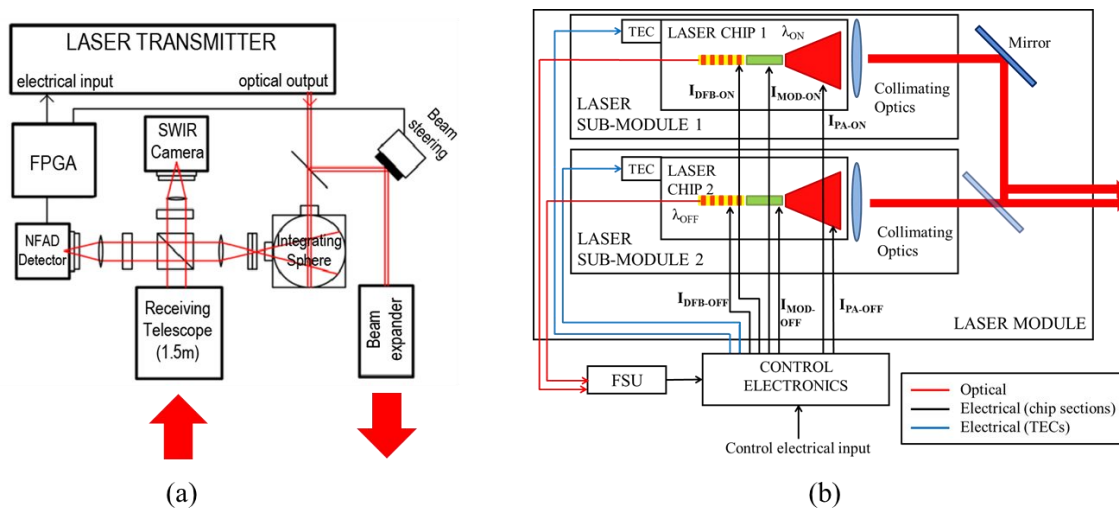 LASER TRANSMITTER
electrical input
optical output
SWIR
Camera
Beam
steering
FPGA
NFAD
Detector
Integrating
Sphere
Receiving
Telescope
(1.5m)
Beam
expander
(a)
TEC
LASER CHIP 1
λON
Mirror
IDFB-ON
IMOD-ON
Collimating
Optics
LASER
SUB-MODULE 1
IPA-ON
TEC
LASER
CHIP 2
λOFF
Collimating
Optics
LASER
SUB-MODULE 2
IDFB-OFF
IMOD-
OFF
IPA-OFF
LASER MODULE
FSU
CONTROL
ELECTRONICS
Control electrical input
Optical
Electrical (chip sections)
Electrical (TECs)
(b)